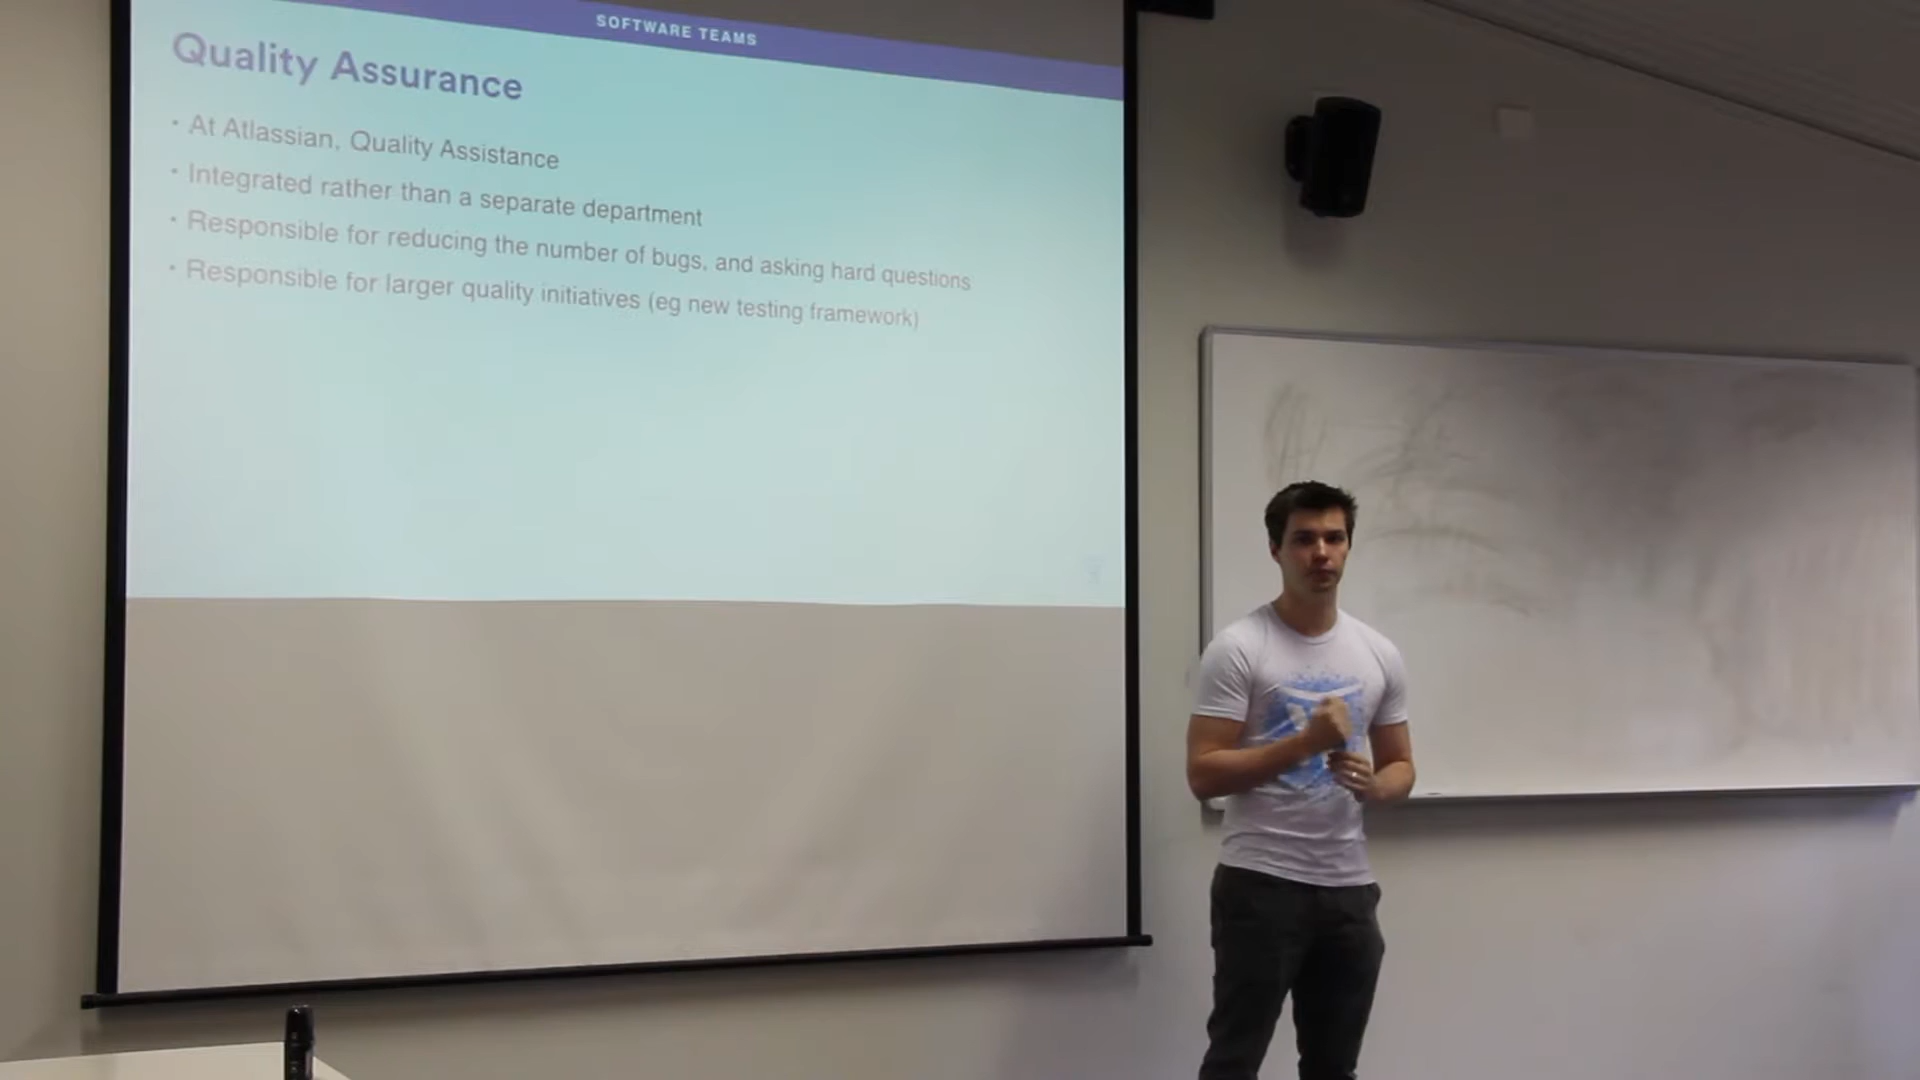 SOFTWARE TEAMS
Quality Assurance
• At Atlassian, Quality Assistance
• Integrated rather than a separate department
• Responsible for reducing the number of bugs, and asking hard questions
• Responsible for larger quality initiatives (eg new testing framework)